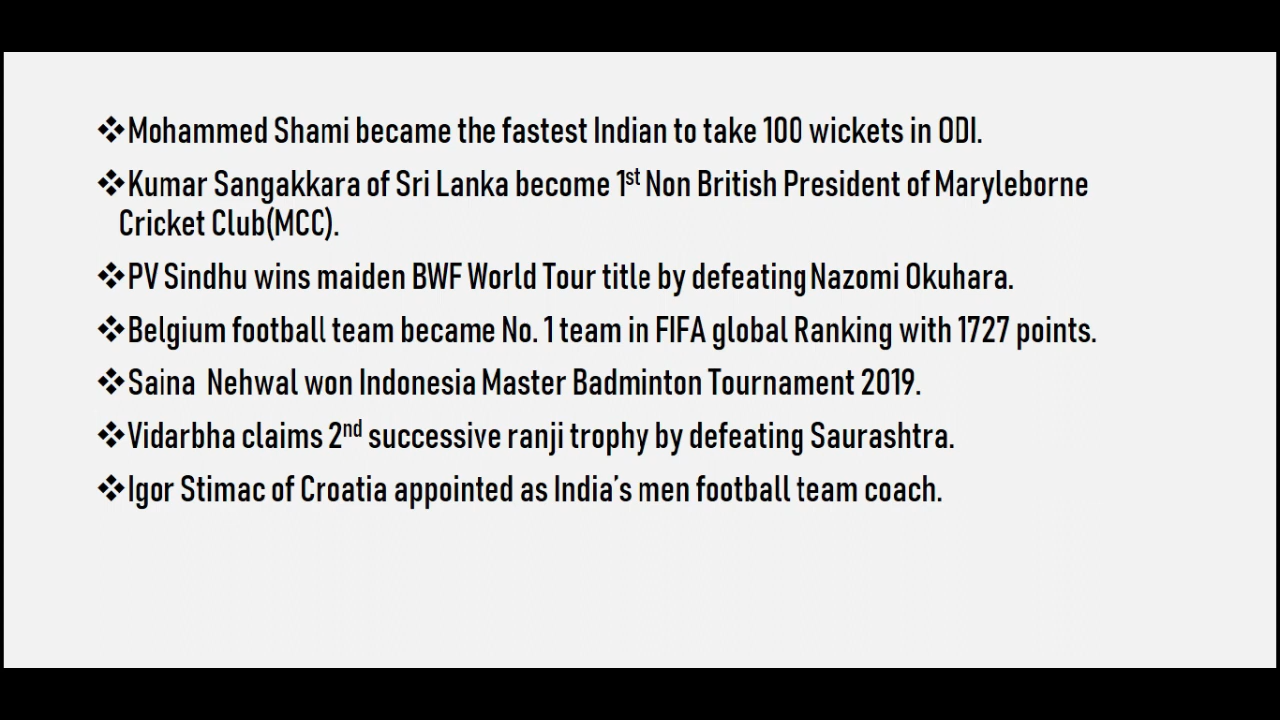 ❖Mohammed Shami became the fastest Indian to take 100 wickets in ODI.
❖Kumar Sangakkara of Sri Lanka become 1st Non British President of Maryleborne
Cricket Club(MCC).
❖PV Sindhu wins maiden BWF World Tour title by defeating Nazomi Okuhara.
❖Belgium football team became No. 1 team in FIFA global Ranking with 1727 points.
❖Saina Nehwal won Indonesia Master Badminton Tournament 2019.
❖Vidarbha claims 2nd successive ranji trophy by defeating Saurashtra.
❖Igor Stimac of Croatia appointed as India’s men football team coach.